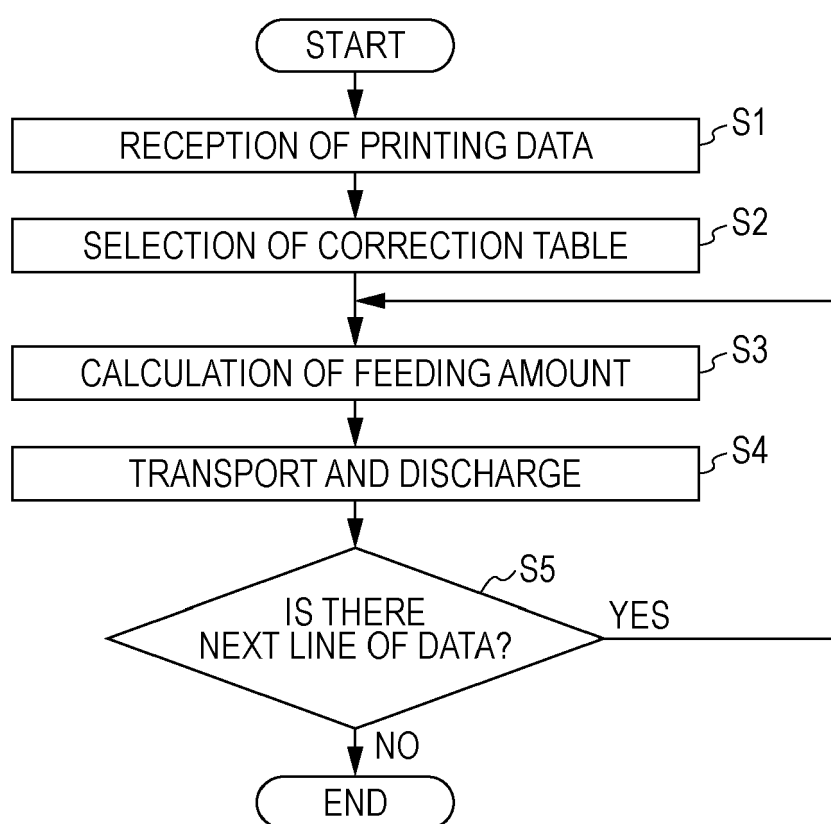 START
RECEPTION OF PRINTING DATA
S1
SELECTION OF CORRECTION TABLE
S2
CALCULATION OF FEEDING AMOUNT
S3
TRANSPORT AND DISCHARGE
S4
S5
IS THERE
NEXT LINE OF DATA?
YES
NO
END